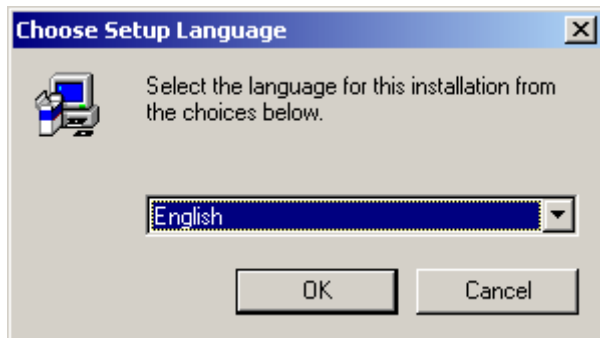 Choose Setup Language
Select the language for this installation from
the choices below.
English
OK
Cancel